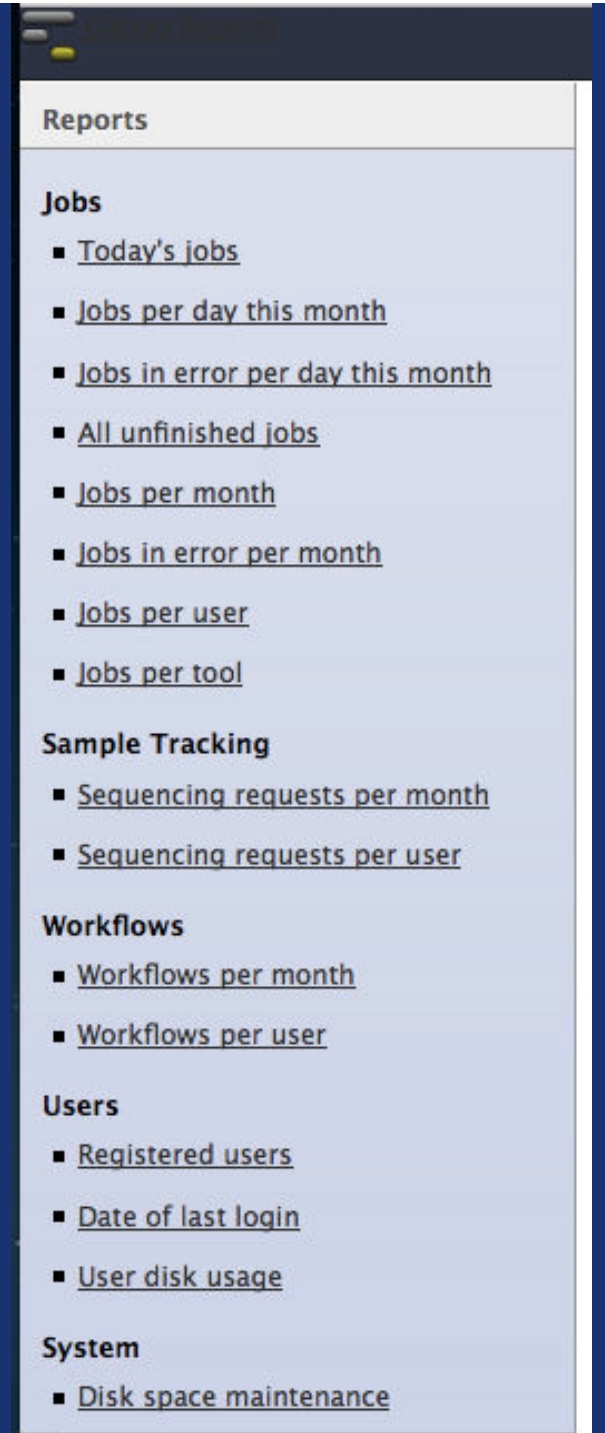 Reports
Jobs
Today's jobs
Jobs per day this month
Jobs in error per day this month
All unfinished jobs
Jobs per month
Jobs in error per month
Jobs per user
Jobs per tool
Sample Tracking
Sequencing requests per month
Sequencing requests per user
Workflows
Workflows per month
Workflows per user
Users
Registered users
Date of last login
User disk usage
System
Disk space maintenance